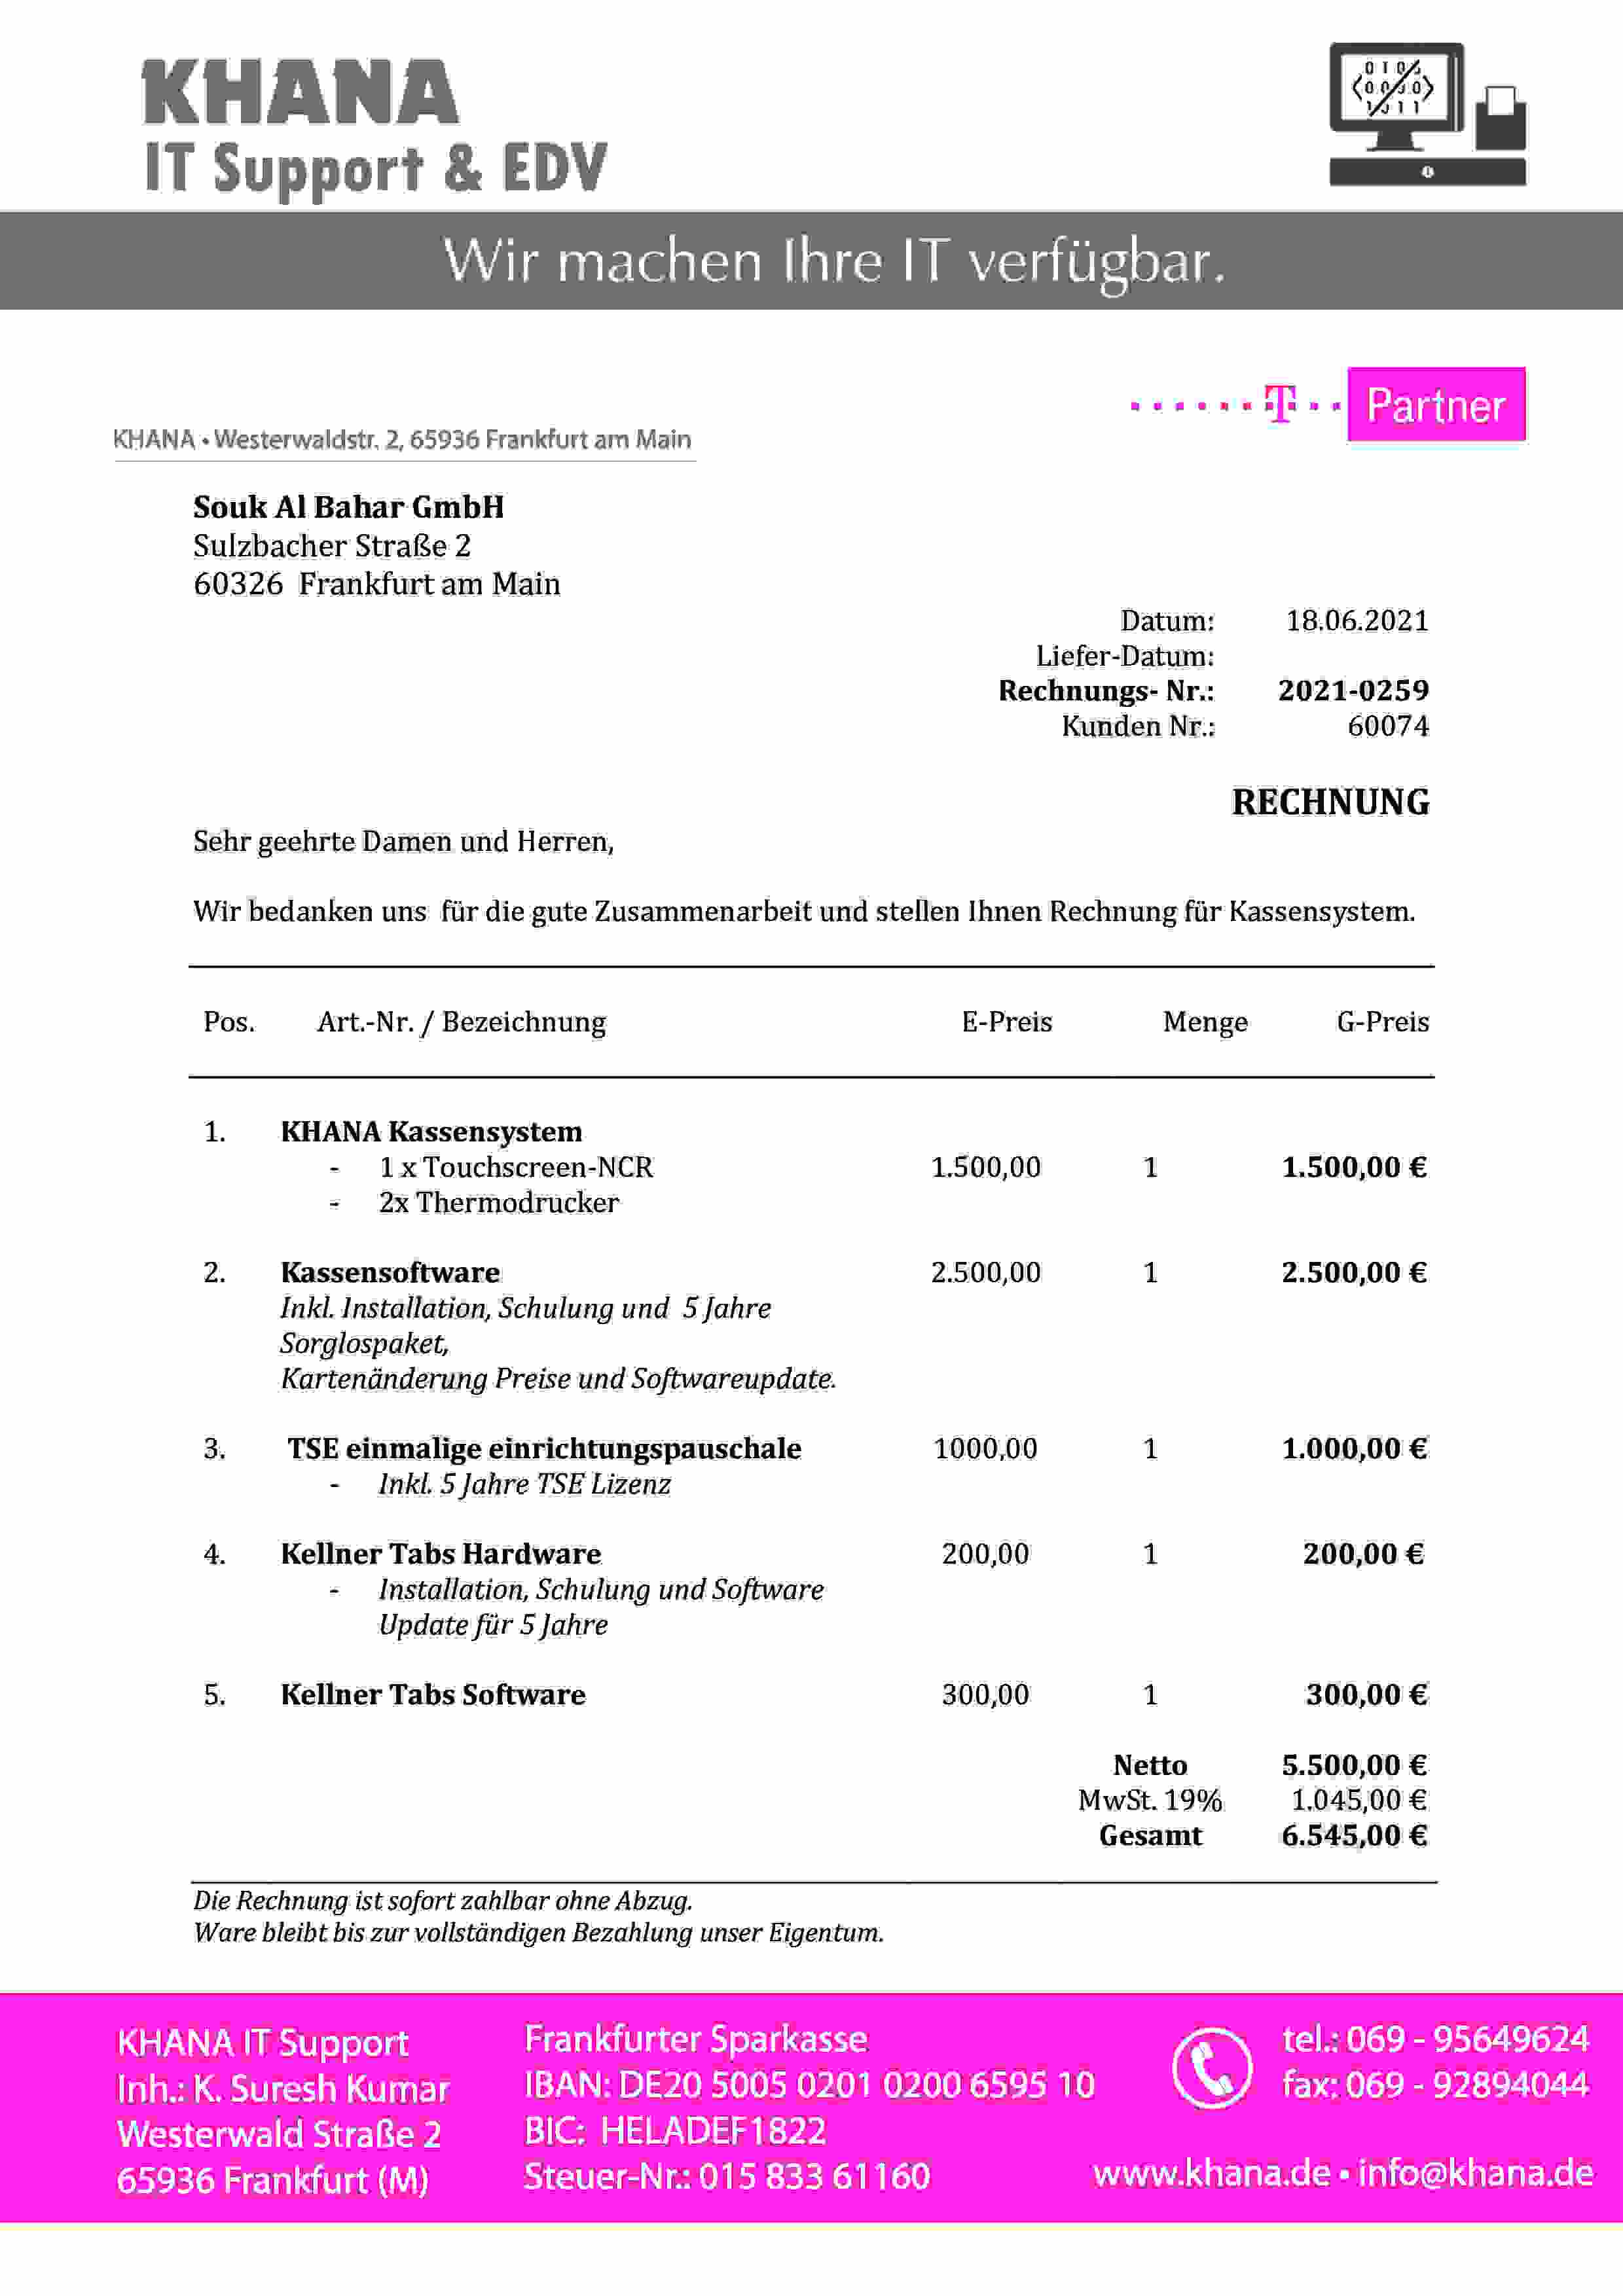 KHANA
IT Support & EDV
Wir machen Ihre IT verfügbar.
T Partner
KHANA • Westerwaldstr. 2, 65936 Frankfurt am Main
Souk Al Bahar GmbH
Sulzbacher Straße 2
60326 Frankfurt am Main
Datum: 18.06.2021
Liefer-Datum:
Rechnungs- Nr.: 2021-0259
Kunden Nr.: 60074
RECHNUNG
Sehr geehrte Damen und Herren,
Wir bedanken uns für die gute Zusammenarbeit und stellen Ihnen Rechnung für Kassensystem.
Pos. Art.-Nr. / Bezeichnung E-Preis Menge G-Preis
1. KHANA Kassensystem
- 1 x Touchscreen-NCR 1.500,00 1 1.500,00 €
- 2x Thermodrucker
2. Kassensoftware 2.500,00 1 2.500,00 €
Inkl. Installation, Schulung und 5 Jahre
Sorglospaket,
Kartenänderung Preise und Softwareupdate.
3. TSE einmalige einrichtungspauschale 1000,00 1 1.000,00 €
- Inkl. 5 Jahre TSE Lizenz
4. Kellner Tabs Hardware 200,00 1 200,00 €
- Installation, Schulung und Software
Update für 5 Jahre
5. Kellner Tabs Software 300,00 1 300,00 €
Netto 5.500,00 €
MwSt. 19% 1.045,00 €
Gesamt 6.545,00 €
Die Rechnung ist sofort zahlbar ohne Abzug.
Ware bleibt bis zur vollständigen Bezahlung unser Eigentum.
KHANA IT Support
Inh.: K. Suresh Kumar
Westerwald Straße 2
65936 Frankfurt (M)
Frankfurter Sparkasse
IBAN: DE20 5005 0201 0200 6595 10
BIC: HELADEF1822
Steuer-Nr.: 015 833 61160
tel.: 069 - 95649624
fax: 069 - 92894044
www.khana.de • info@khana.de